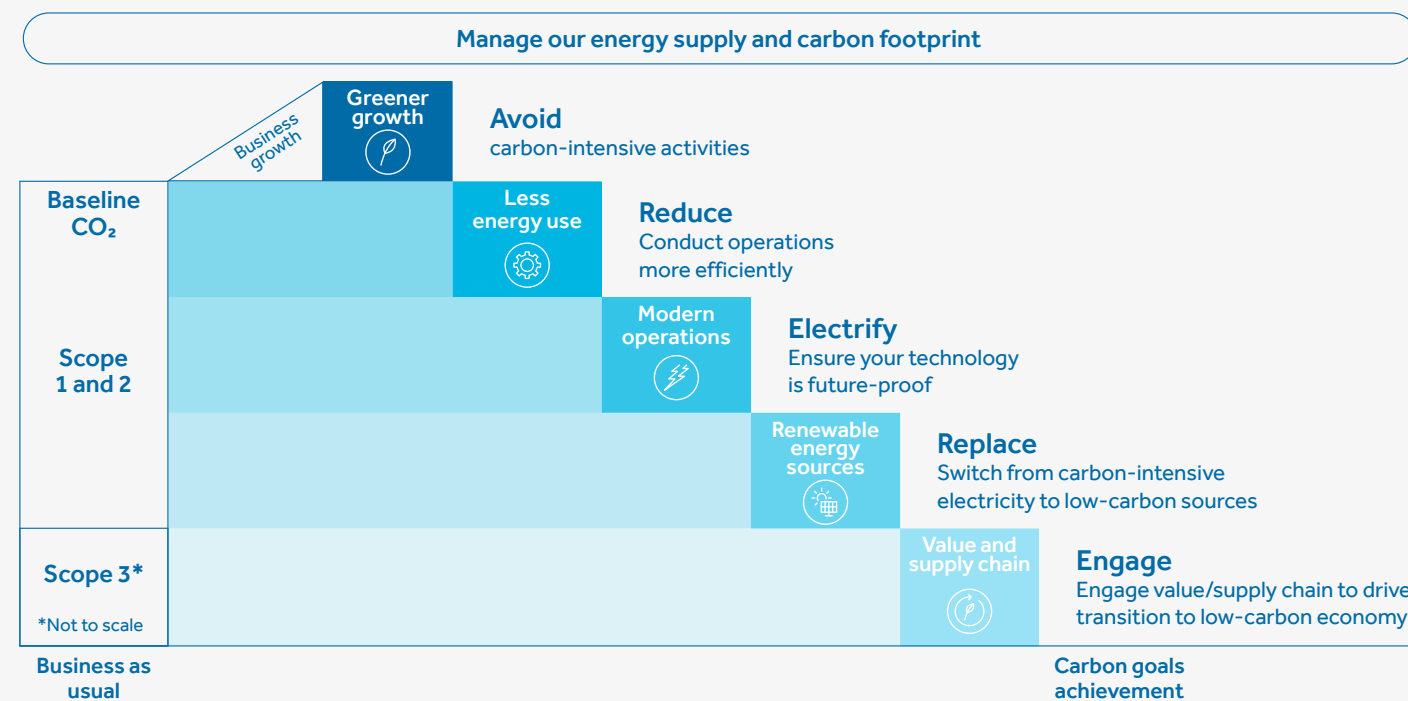 Manage our energy supply and carbon footprint
Business
growth
Greener
growth
Avoid
carbon-intensive activities
Baseline
CO₂
Less
energy use
Reduce
Conduct operations
more efficiently
Scope
1 and 2
Modern
operations
Electrify
Ensure your technology
is future-proof
Renewable
energy
sources
Replace
Switch from carbon-intensive
electricity to low-carbon sources
Scope 3*
*Not to scale
Value and
supply chain
Engage
Engage value/supply chain to drive
transition to low-carbon economy
Business as
usual
Carbon goals
achievement